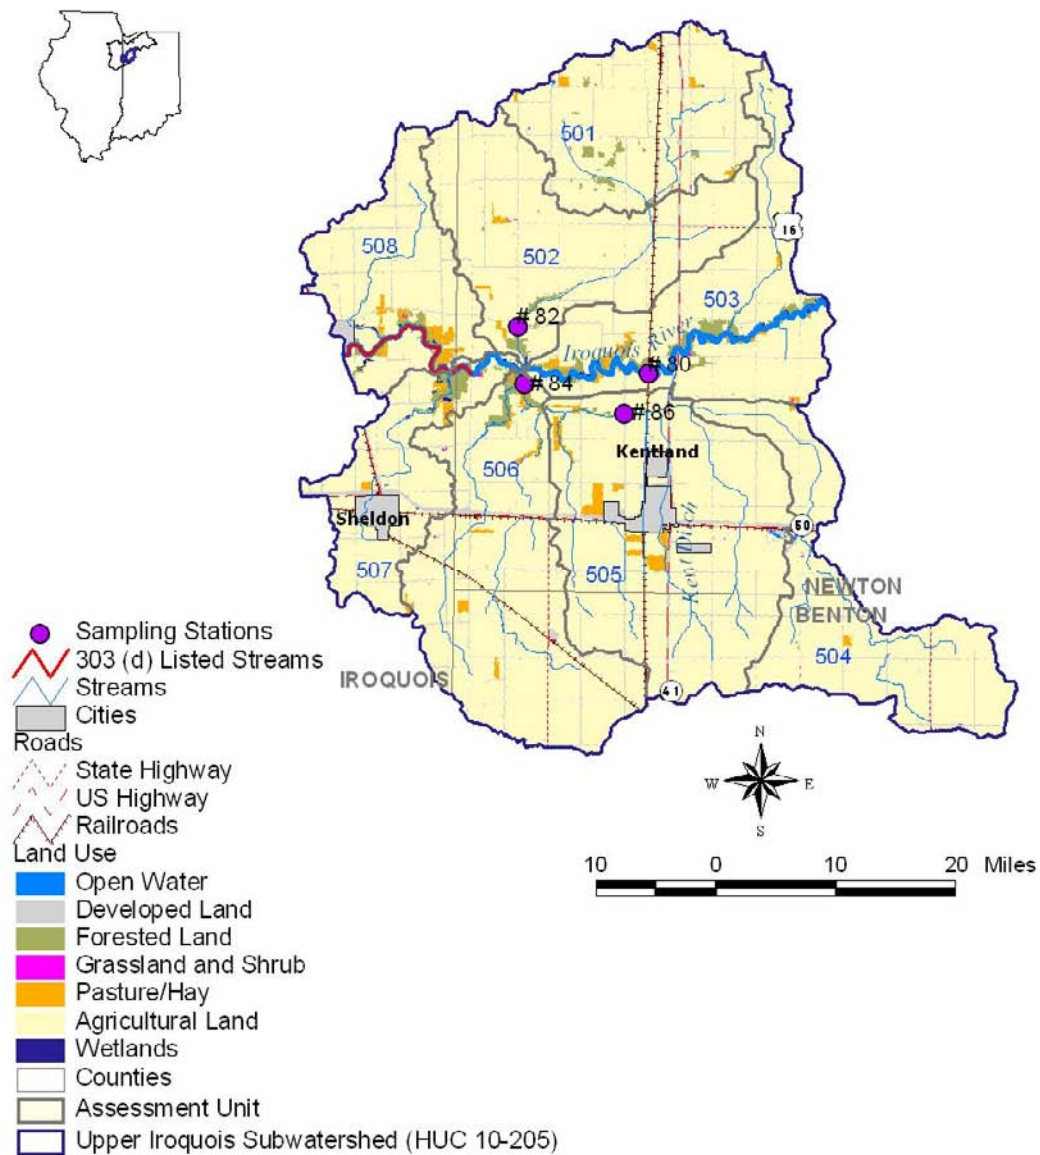 501
16
508
502
503
#82
Iroquois River
#80
#84
#86
Kentland
506
Sheldon
50
507
505
Kent Ditch
NEWTON
BENTON
504
IROQUOIS
41
Sampling Stations
303 (d) Listed Streams
Streams
Cities
Roads
State Highway
US Highway
Railroads
Land Use
Open Water
Developed Land
Forested Land
Grassland and Shrub
Pasture/Hay
Agricultural Land
Wetlands
Counties
Assessment Unit
Upper Iroquois Subwatershed (HUC 10-205)
N
W E
S
10 0 10 20 Miles